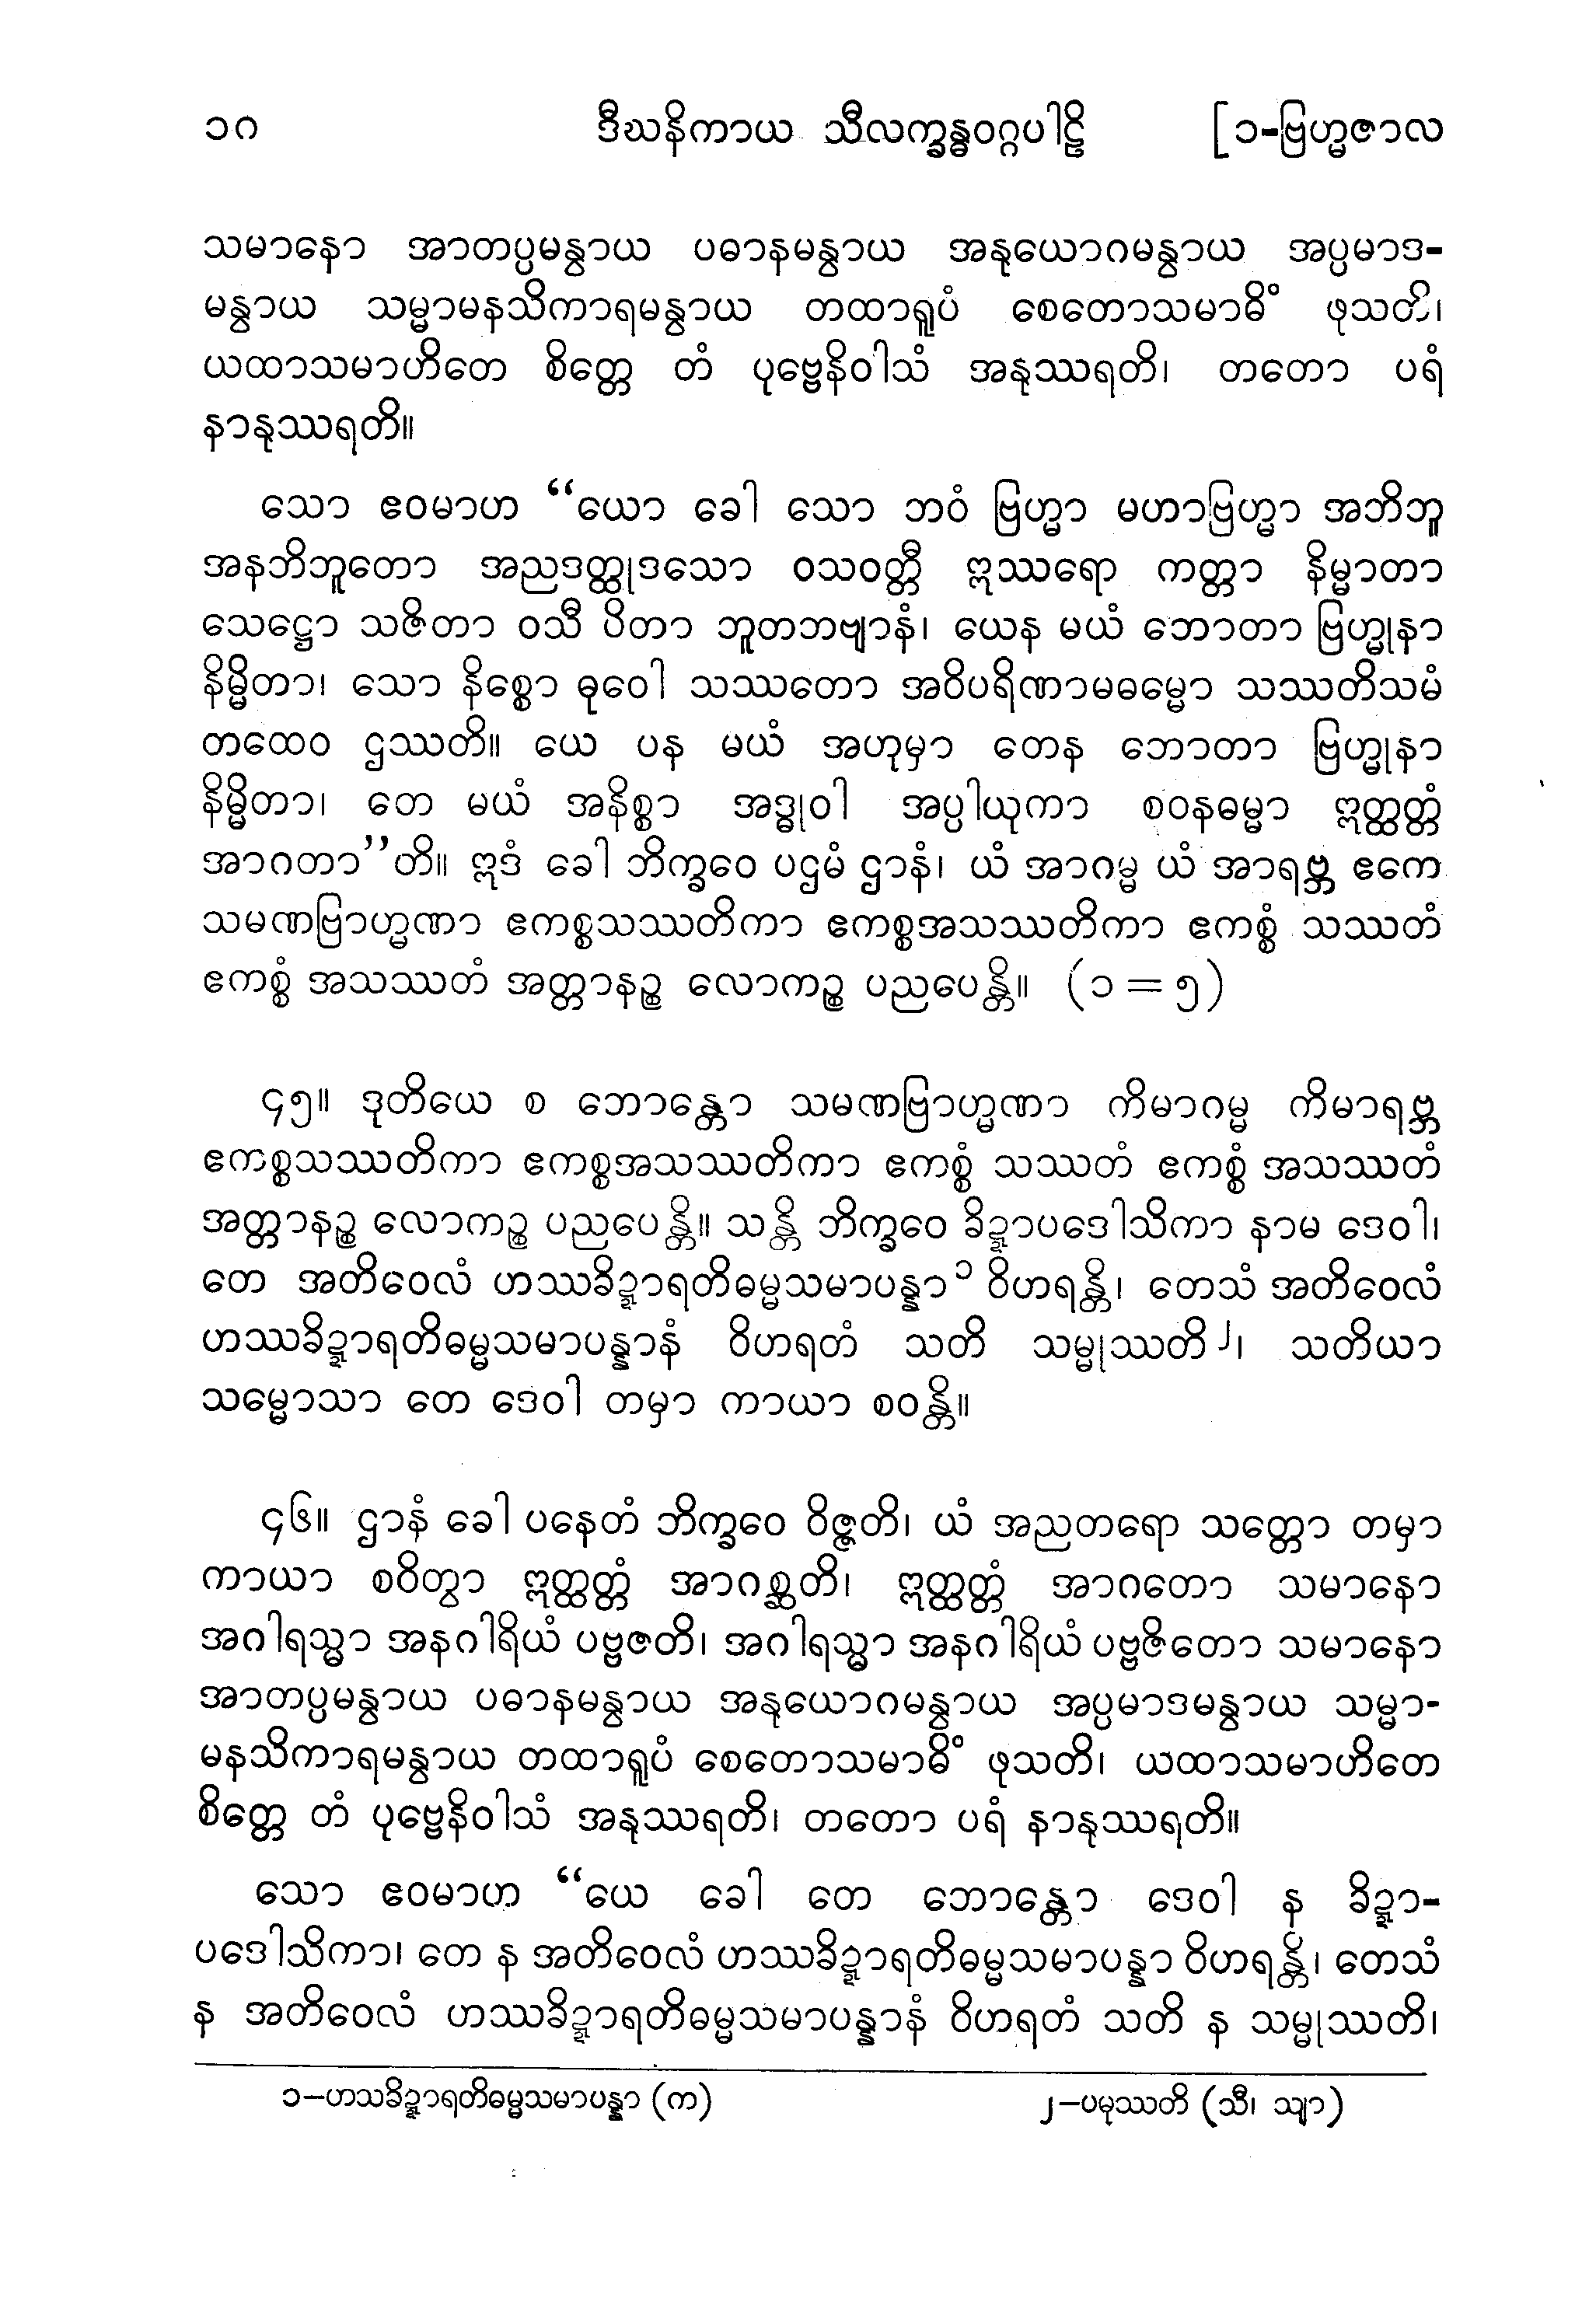 ၁၈ ဒီဃနိကာယ သီလက္ခန္ဓဝဂ္ဂပါဠိ [၁-ဗြဟ္မဇာလ
သမာနော အာတပ္ပမနွာယ ပဓာနမနွာယ အနုယောဂမနွာယ အပ္ပမာဒ-
မနွာယ သမ္မာမနသိကာရမနွာယ တထာရူပံ စေတောသမာဓိံ ဖုသတိ၊
ယထာသမာဟိတေ စိတ္တေ တံ ပုဗ္ဗေနိဝါသံ အနုဿရတိ၊ တတော ပရံ
နာနုဿရတိ။
သော ဧဝမာဟ “ယော ခေါ သော ဘဝံ ဗြဟ္မာ မဟာဗြဟ္မာ အဘိဘူ
အနဘိဘူတော အညဒတ္ထုဒသော ဝသဝတ္တီ ဣဿရော ကတ္တာ နိမ္မာတာ
သေဋ္ဌော သဇိတာ ဝသီ ပိတာ ဘူတဘဗျာနံ၊ ယေန မယံ ဘောတာ ဗြဟ္မုနာ
နိမ္မိတာ၊ သော နိစ္စော ဓုဝေါ သဿတော အဝိပရိဏာမဓမ္မော သဿတိသမံ
တထေဝ ဌဿတိ။ ယေ ပန မယံ အဟုမှာ တေန ဘောတာ ဗြဟ္မုနာ
နိမ္မိတာ၊ တေ မယံ အနိစ္စာ အဒ္ဓုဝါ အပ္ပါယုကာ စဝနဓမ္မာ ဣတ္ထတ္တံ
အာဂတာ”တိ။ ဣဒံ ခေါ ဘိက္ခဝေ ပဌမံ ဌာနံ၊ ယံ အာဂမ္မ ယံ အာရဗ္ဘ ဧကေ
သမဏဗြာဟ္မဏာ ဧကစ္စသဿတိကာ ဧကစ္စအသဿတိကာ ဧကစ္စံ သဿတံ
ဧကစ္စံ အသဿတံ အတ္တာနဉ္စ လောကဉ္စ ပညပေန္တိ။ (၁ = ၅)
၄၅။ ဒုတိယေ စ ဘောန္တော သမဏဗြာဟ္မဏာ ကိမာဂမ္မ ကိမာရဗ္ဘ
ဧကစ္စသဿတိကာ ဧကစ္စအသဿတိကာ ဧကစ္စံ သဿတံ ဧကစ္စံ အသဿတံ
အတ္တာနဉ္စ လောကဉ္စ ပညပေန္တိ။ သန္တိ ဘိက္ခဝေ ခိဍ္ဍာပဒေါသိကာ နာမ ဒေဝါ၊
တေ အတိဝေလံ ဟဿခိဍ္ဍာရတိဓမ္မသမာပန္နာ၁ ဝိဟရန္တိ၊ တေသံ အတိဝေလံ
ဟဿခိဍ္ဍာရတိဓမ္မသမာပန္နာနံ ဝိဟရတံ သတိ သမ္မုဿတိ၂၊ သတိယာ
သမ္မောသာ တေ ဒေဝါ တမှာ ကာယာ စဝန္တိ။
၄၆။ ဌာနံ ခေါ ပနေတံ ဘိက္ခဝေ ဝိဇ္ဇတိ၊ ယံ အညတရော သတ္တော တမှာ
ကာယာ စဝိတွာ ဣတ္ထတ္တံ အာဂစ္ဆတိ၊ ဣတ္ထတ္တံ အာဂတော သမာနော
အဂါရသ္မာ အနဂါရိယံ ပဗ္ဗဇတိ၊ အဂါရသ္မာ အနဂါရိယံ ပဗ္ဗဇိတော သမာနော
အာတပ္ပမနွာယ ပဓာနမနွာယ အနုယောဂမနွာယ အပ္ပမာဒမနွာယ သမ္မာ-
မနသိကာရမနွာယ တထာရူပံ စေတောသမာဓိံ ဖုသတိ၊ ယထာသမာဟိတေ
စိတ္တေ တံ ပုဗ္ဗေနိဝါသံ အနုဿရတိ၊ တတော ပရံ နာနုဿရတိ။
သော ဧဝမာဟ “ယေ ခေါ တေ ဘောန္တော ဒေဝါ န ခိဍ္ဍာ-
ပဒေါသိကာ၊ တေ န အတိဝေလံ ဟဿခိဍ္ဍာရတိဓမ္မသမာပန္နာ ဝိဟရန္တိ၊ တေသံ
န အတိဝေလံ ဟဿခိဍ္ဍာရတိဓမ္မသမာပန္နာနံ ဝိဟရတံ သတိ န သမ္မုဿတိ၊
၁–ဟသခိဍ္ဍာရတိဓမ္မသမာပန္နာ (က) ၂–ပမုဿတိ (သီ၊ သျာ)